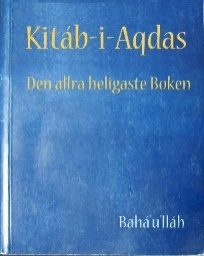 Kitáb-i-Aqdas
Den allra heligaste Boken
Bahá'u'lláh